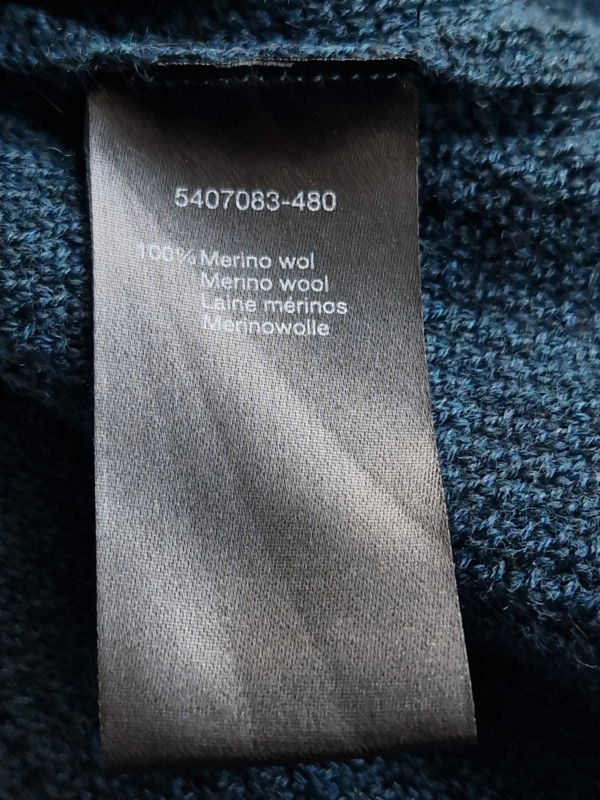 5407083-480
100% Merino wol
Merino wool
Laine mérinos
Merinowolle